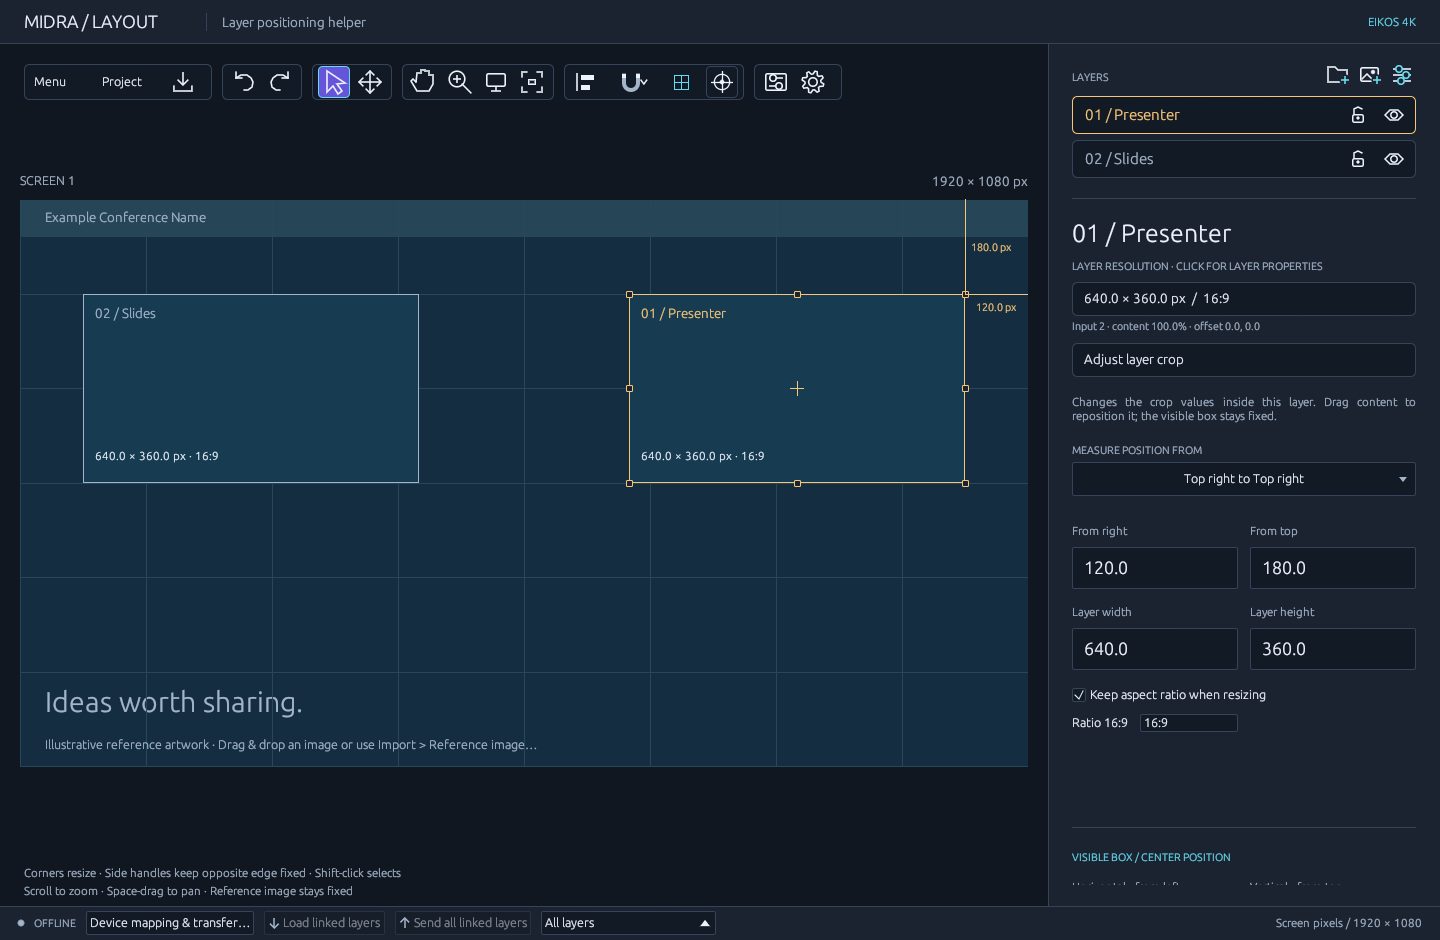 MIDRA / LAYOUT
Layer positioning helper
EIKOS 4K
Menu
Project
LAYERS
01 / Presenter
02 / Slides
SCREEN 1
1920 × 1080 px
Example Conference Name
180.0 px
120.0 px
02 / Slides
640.0 × 360.0 px · 16:9
01 / Presenter
640.0 × 360.0 px · 16:9
Ideas worth sharing.
Illustrative reference artwork · Drag & drop an image or use Import > Reference image...
01 / Presenter
LAYER RESOLUTION · CLICK FOR LAYER PROPERTIES
640.0 × 360.0 px / 16:9
Input 2 · content 100.0% · offset 0.0, 0.0
Adjust layer crop
Changes the crop values inside this layer. Drag content to
reposition it; the visible box stays fixed.
MEASURE POSITION FROM
Top right to Top right
From right
From top
120.0
180.0
Layer width
Layer height
640.0
360.0
Keep aspect ratio when resizing
Ratio 16:9
16:9
VISIBLE BOX / CENTER POSITION
Corners resize · Side handles keep opposite edge fixed · Shift-click selects
Scroll to zoom · Space-drag to pan · Reference image stays fixed
OFFLINE
Device mapping & transfer...
Load linked layers
Send all linked layers
All layers
Screen pixels / 1920 × 1080